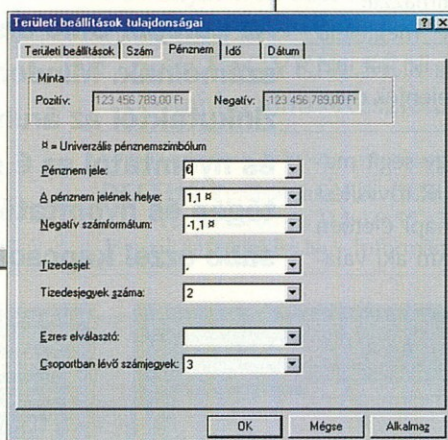 Területi beállítások tulajdonságai
Területi beállítások Szám Pénznem Idő Dátum
Minta
Pozitív: 123 456 789,00 Ft Negatív: -123 456 789,00 Ft
¤ = Univerzális pénznemszimbólum
Pénznem jele: €
A pénznem jelének helye: 1,1 ¤
Negatív számformátum: -1,1 ¤
Tizedesjel: ,
Tizedesjegyek száma: 2
Ezres elválasztó:
Csoportban lévő számjegyek: 3
OK Mégse Alkalmaz